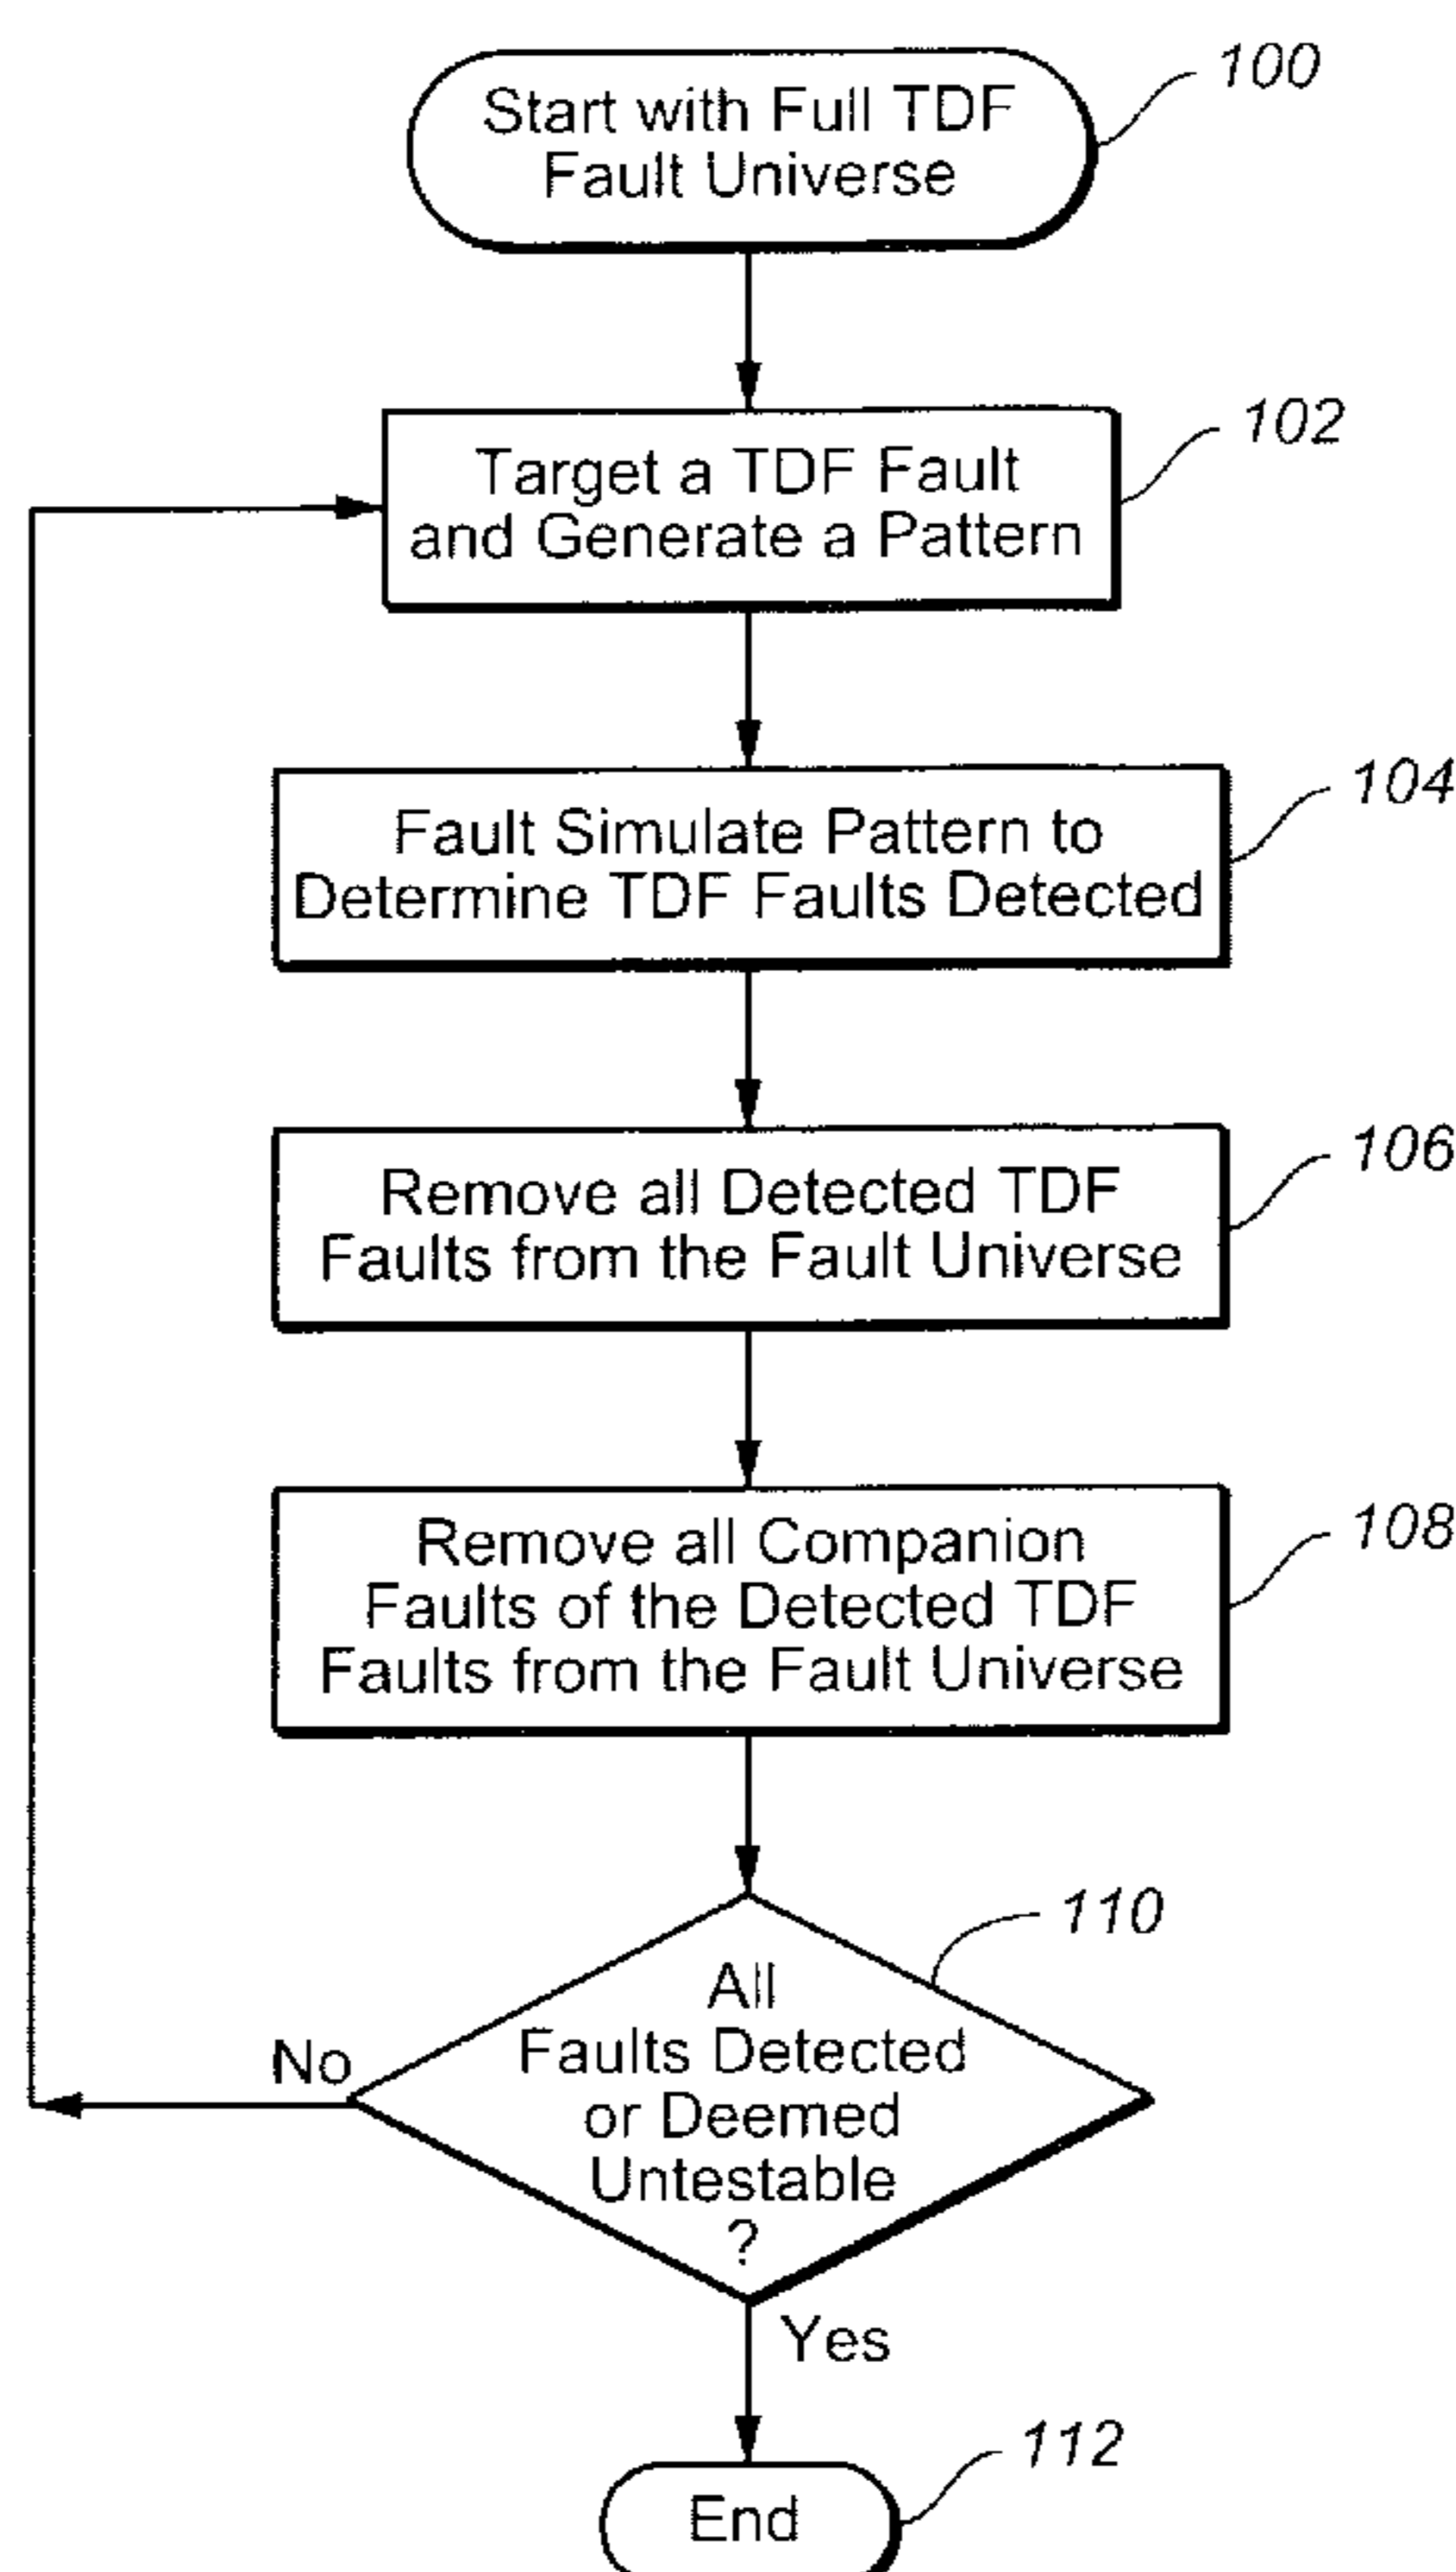 100
Start with Full TDF
Fault Universe
102
Target a TDF Fault
and Generate a Pattern
104
Fault Simulate Pattern to
Determine TDF Faults Detected
106
Remove all Detected TDF
Faults from the Fault Universe
108
Remove all Companion
Faults of the Detected TDF
Faults from the Fault Universe
110
All
Faults Detected
or Deemed
Untestable
?
No
Yes
112
End